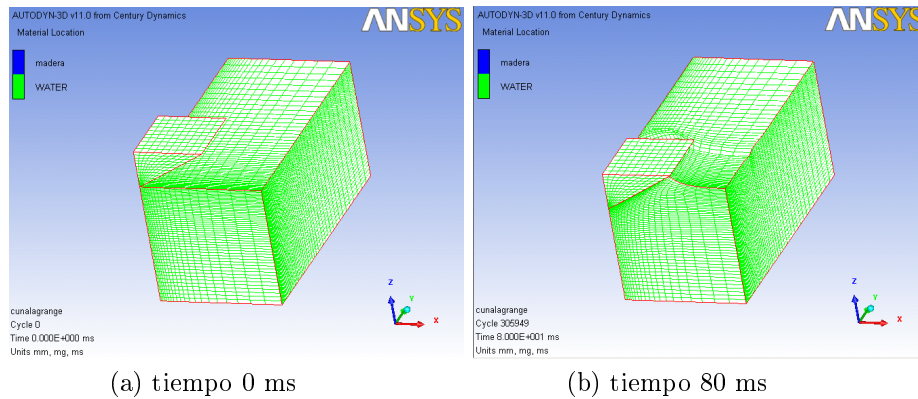 AUTODYN-3D v11.0 from Century Dynamics
ANSYS
Material Location
madera
WATER
Z
Y
X
cunalagrange
Cycle 0
Time 0.000E+000 ms
Units mm, mg, ms
(a) tiempo 0 ms
AUTODYN-3D v11.0 from Century Dynamics
ANSYS
Material Location
madera
WATER
Z
Y
X
cunalagrange
Cycle 305949
Time 8.000E+001 ms
Units mm, mg, ms
(b) tiempo 80 ms